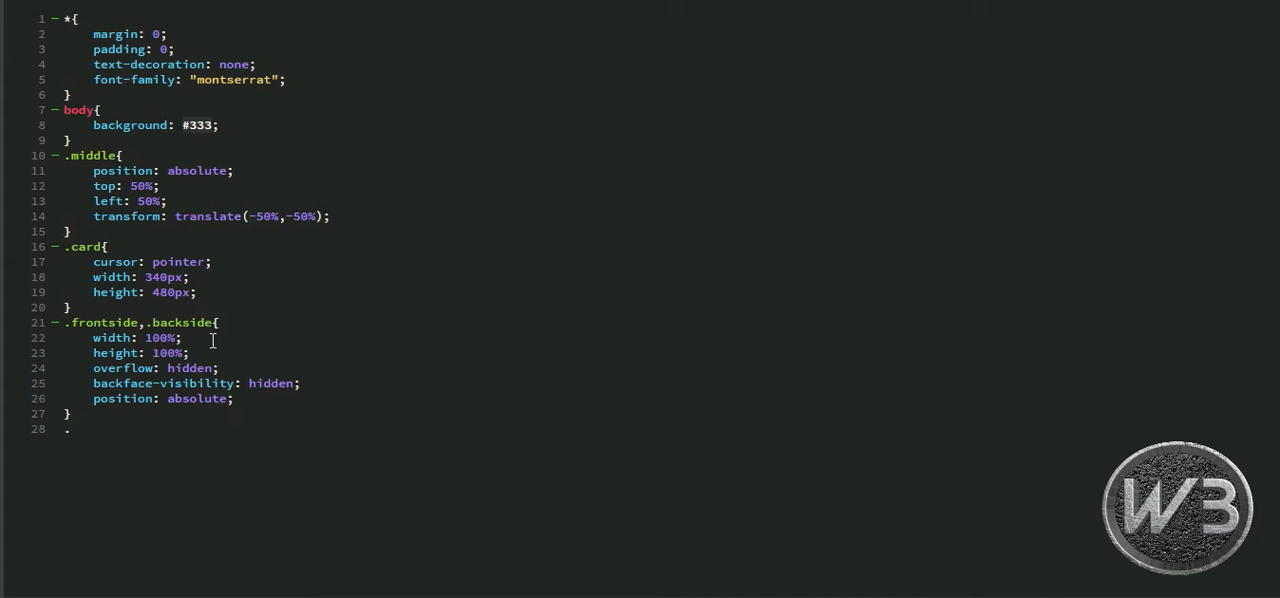 1 *{
2 margin: 0;
3 padding: 0;
4 text-decoration: none;
5 font-family: "montserrat";
6 }
7 body{
8 background: #333;
9 }
10 .middle{
11 position: absolute;
12 top: 50%;
13 left: 50%;
14 transform: translate(-50%,-50%);
15 }
16 .card{
17 cursor: pointer;
18 width: 340px;
19 height: 480px;
20 }
21 .frontside,.backside{
22 width: 100%;
23 height: 100%;
24 overflow: hidden;
25 backface-visibility: hidden;
26 position: absolute;
27 }
28 .
WB